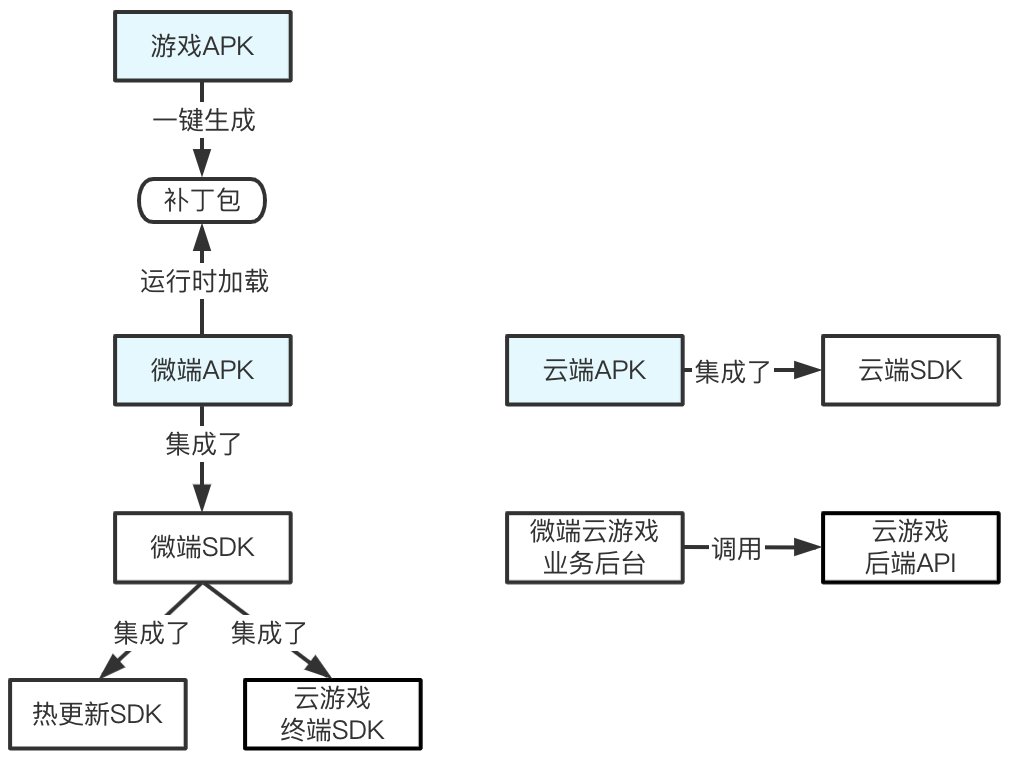 游戏APK
一键生成
补丁包
运行时加载
微端APK
集成了
微端SDK
集成了
集成了
热更新SDK
云游戏
终端SDK
云端APK
集成了
云端SDK
微端云游戏
业务后台
调用
云游戏
后端API